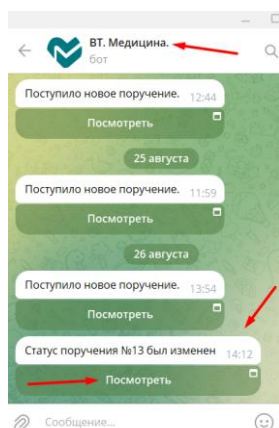 ВТ. Медицина.
бот
Поступило новое поручение. 12:44
Посмотреть
25 августа
Поступило новое поручение. 11:59
Посмотреть
26 августа
Поступило новое поручение. 13:54
Посмотреть
Статус поручения №13 был изменен 14:12
Посмотреть
Сообщение...